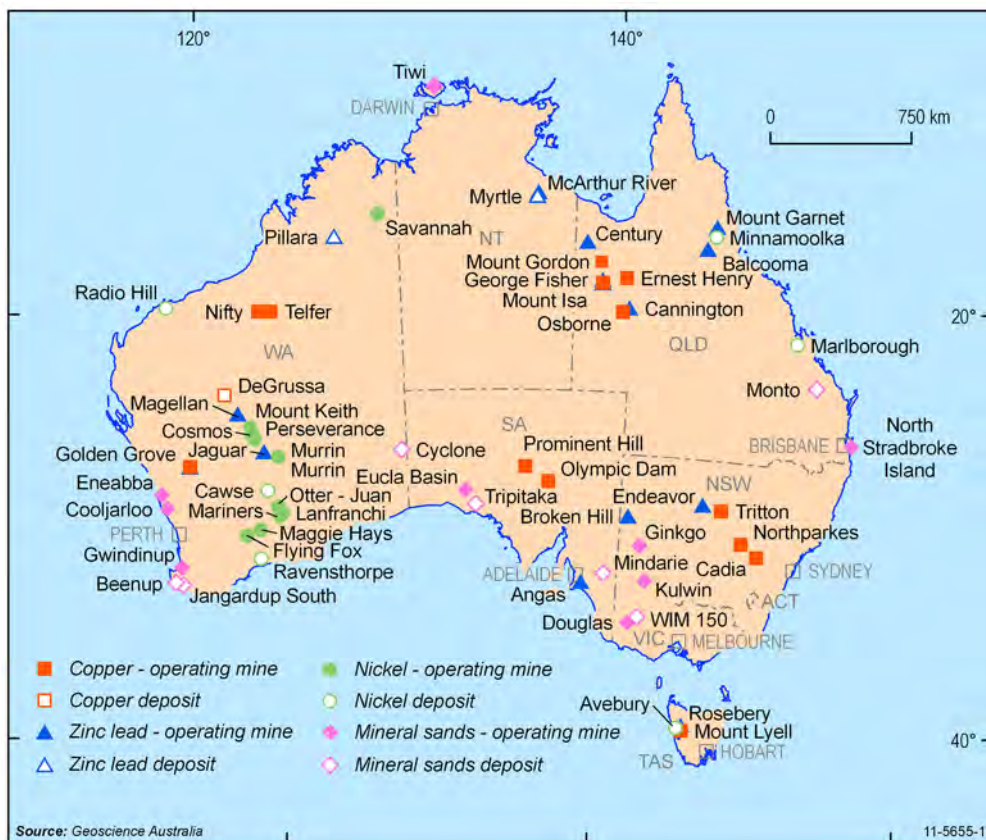 120°
140°
Tiwi
DARWIN
0
750 km
McArthur River
Myrtle
Mount Garnet
Savannah
NT
Century
Minnamoolka
Pillara
Mount Gordon
Balcooma
George Fisher
Ernest Henry
Radio Hill
Mount Isa
Nifty
Telfer
Cannington
20°
Osborne
WA
QLD
Marlborough
DeGrussa
Monto
Magellan
Mount Keith
SA
Cosmos
Perseverance
North
Jaguar
Murrin
Cyclone
Prominent Hill
BRISBANE
Stradbroke
Golden Grove
Murrin
Island
Eucla Basin
Olympic Dam
Eneabba
Cawse
Otter - Juan
Tripitaka
Endeavor
NSW
Cooljarloo
Mariners
Lanfranchi
Broken Hill
Tritton
PERTH
Maggie Hays
Ginkgo
Northparkes
Gwindinup
Flying Fox
Mindarie
Cadia
Beenup
Ravensthorpe
ADELAIDE
SYDNEY
Jangardup South
Angas
Kulwin
ACT
Douglas
WIM 150
VIC
MELBOURNE
Copper - operating mine
Nickel - operating mine
Copper deposit
Nickel deposit
Avebury
Rosebery
Zinc lead - operating mine
Mineral sands - operating mine
Mount Lyell
40°
Zinc lead deposit
Mineral sands deposit
TAS
HOBART
Source: Geoscience Australia
11-5655-1